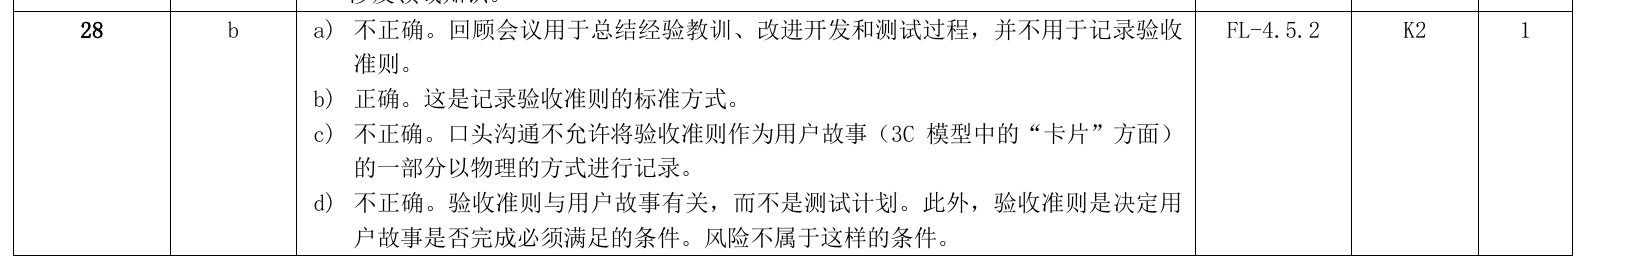 28 b a) 不正确。回顾会议用于总结经验教训、改进开发和测试过程，并不用于记录验收 FL-4.5.2 K2 1
准则。
b) 正确。这是记录验收准则的标准方式。
c) 不正确。口头沟通不允许将验收准则作为用户故事（3C 模型中的“卡片”方面）
的一部分以物理的方式进行记录。
d) 不正确。验收准则与用户故事有关，而不是测试计划。此外，验收准则是决定用
户故事是否完成必须满足的条件。风险不属于这样的条件。